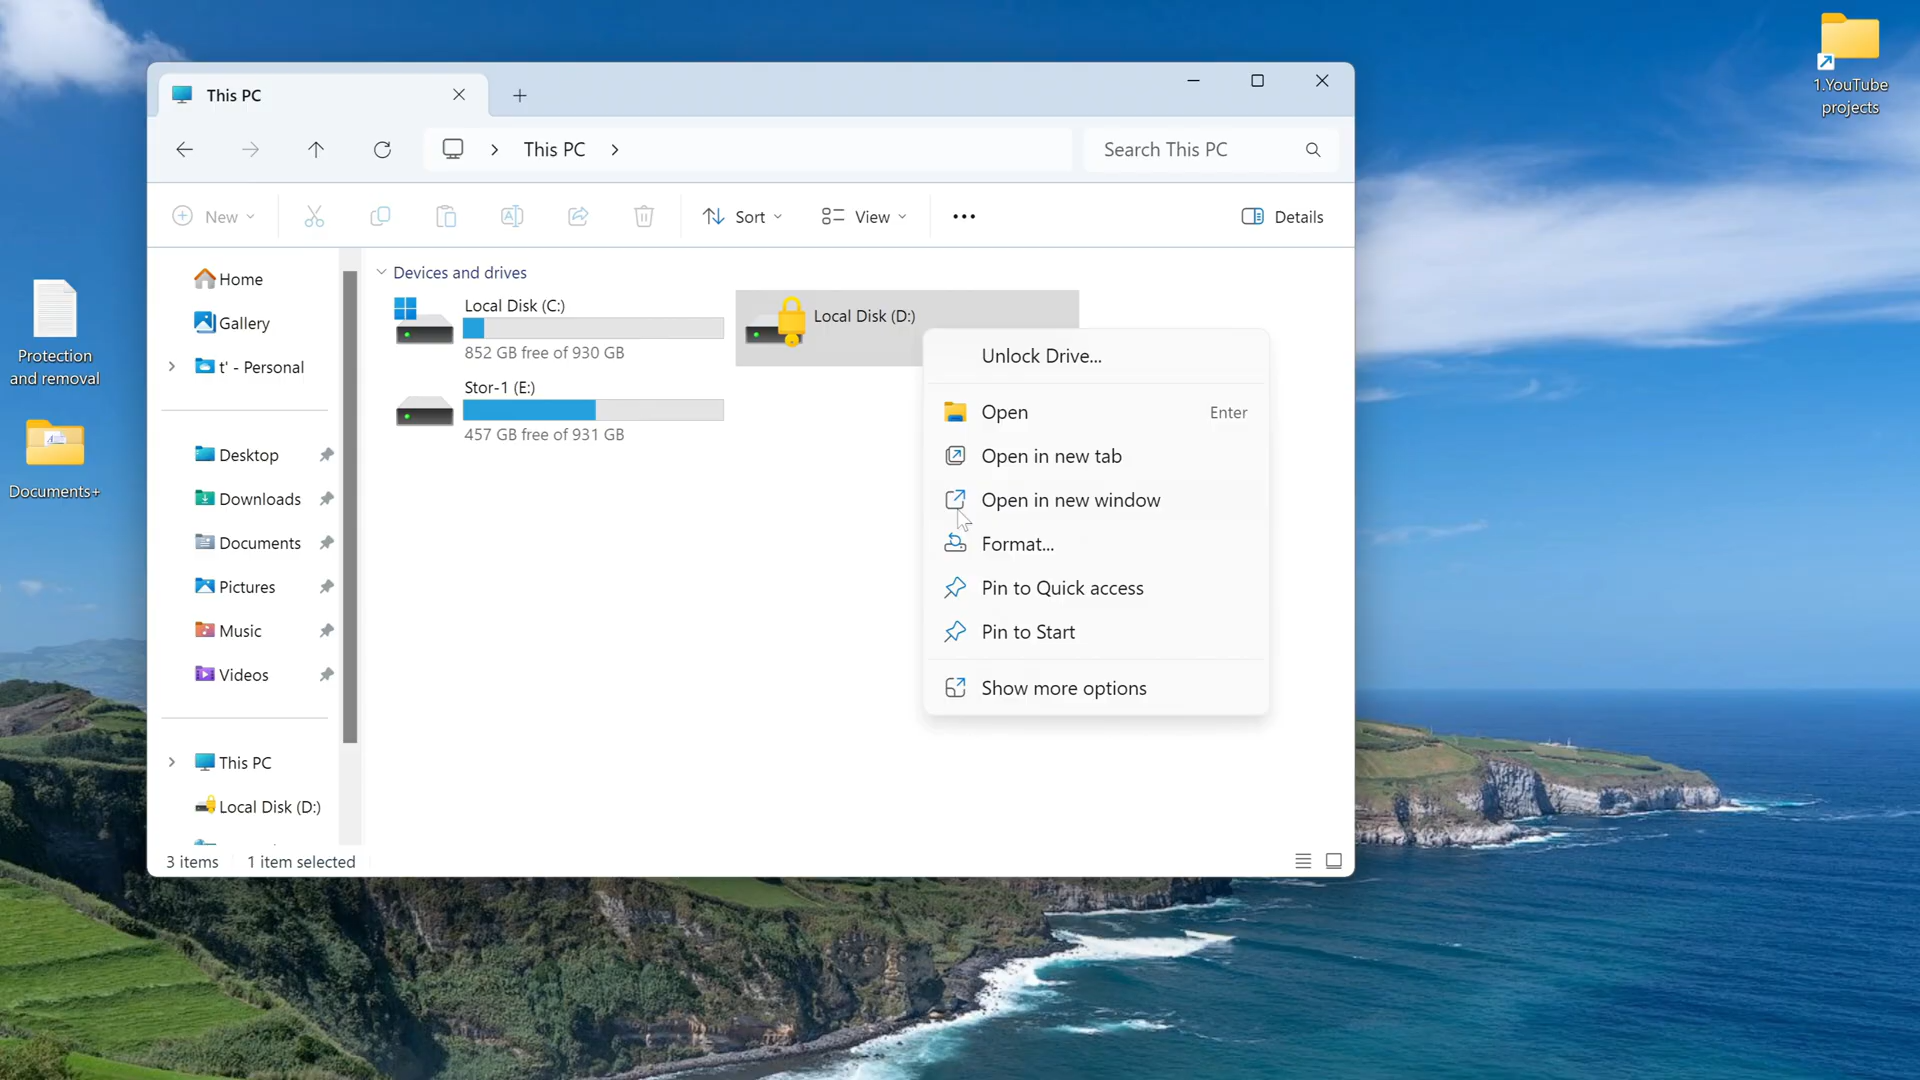 1.YouTube
projects
This PC
This PC
Search This PC
New
Sort
View
Details
Home
Gallery
t' - Personal
Desktop
Downloads
Documents
Pictures
Music
Videos
This PC
Local Disk (D:)
Devices and drives
Local Disk (C:)
852 GB free of 930 GB
Local Disk (D:)
Stor-1 (E:)
457 GB free of 931 GB
Unlock Drive...
Open Enter
Open in new tab
Open in new window
Format...
Pin to Quick access
Pin to Start
Show more options
3 items 1 item selected
Protection
and removal
Documents+